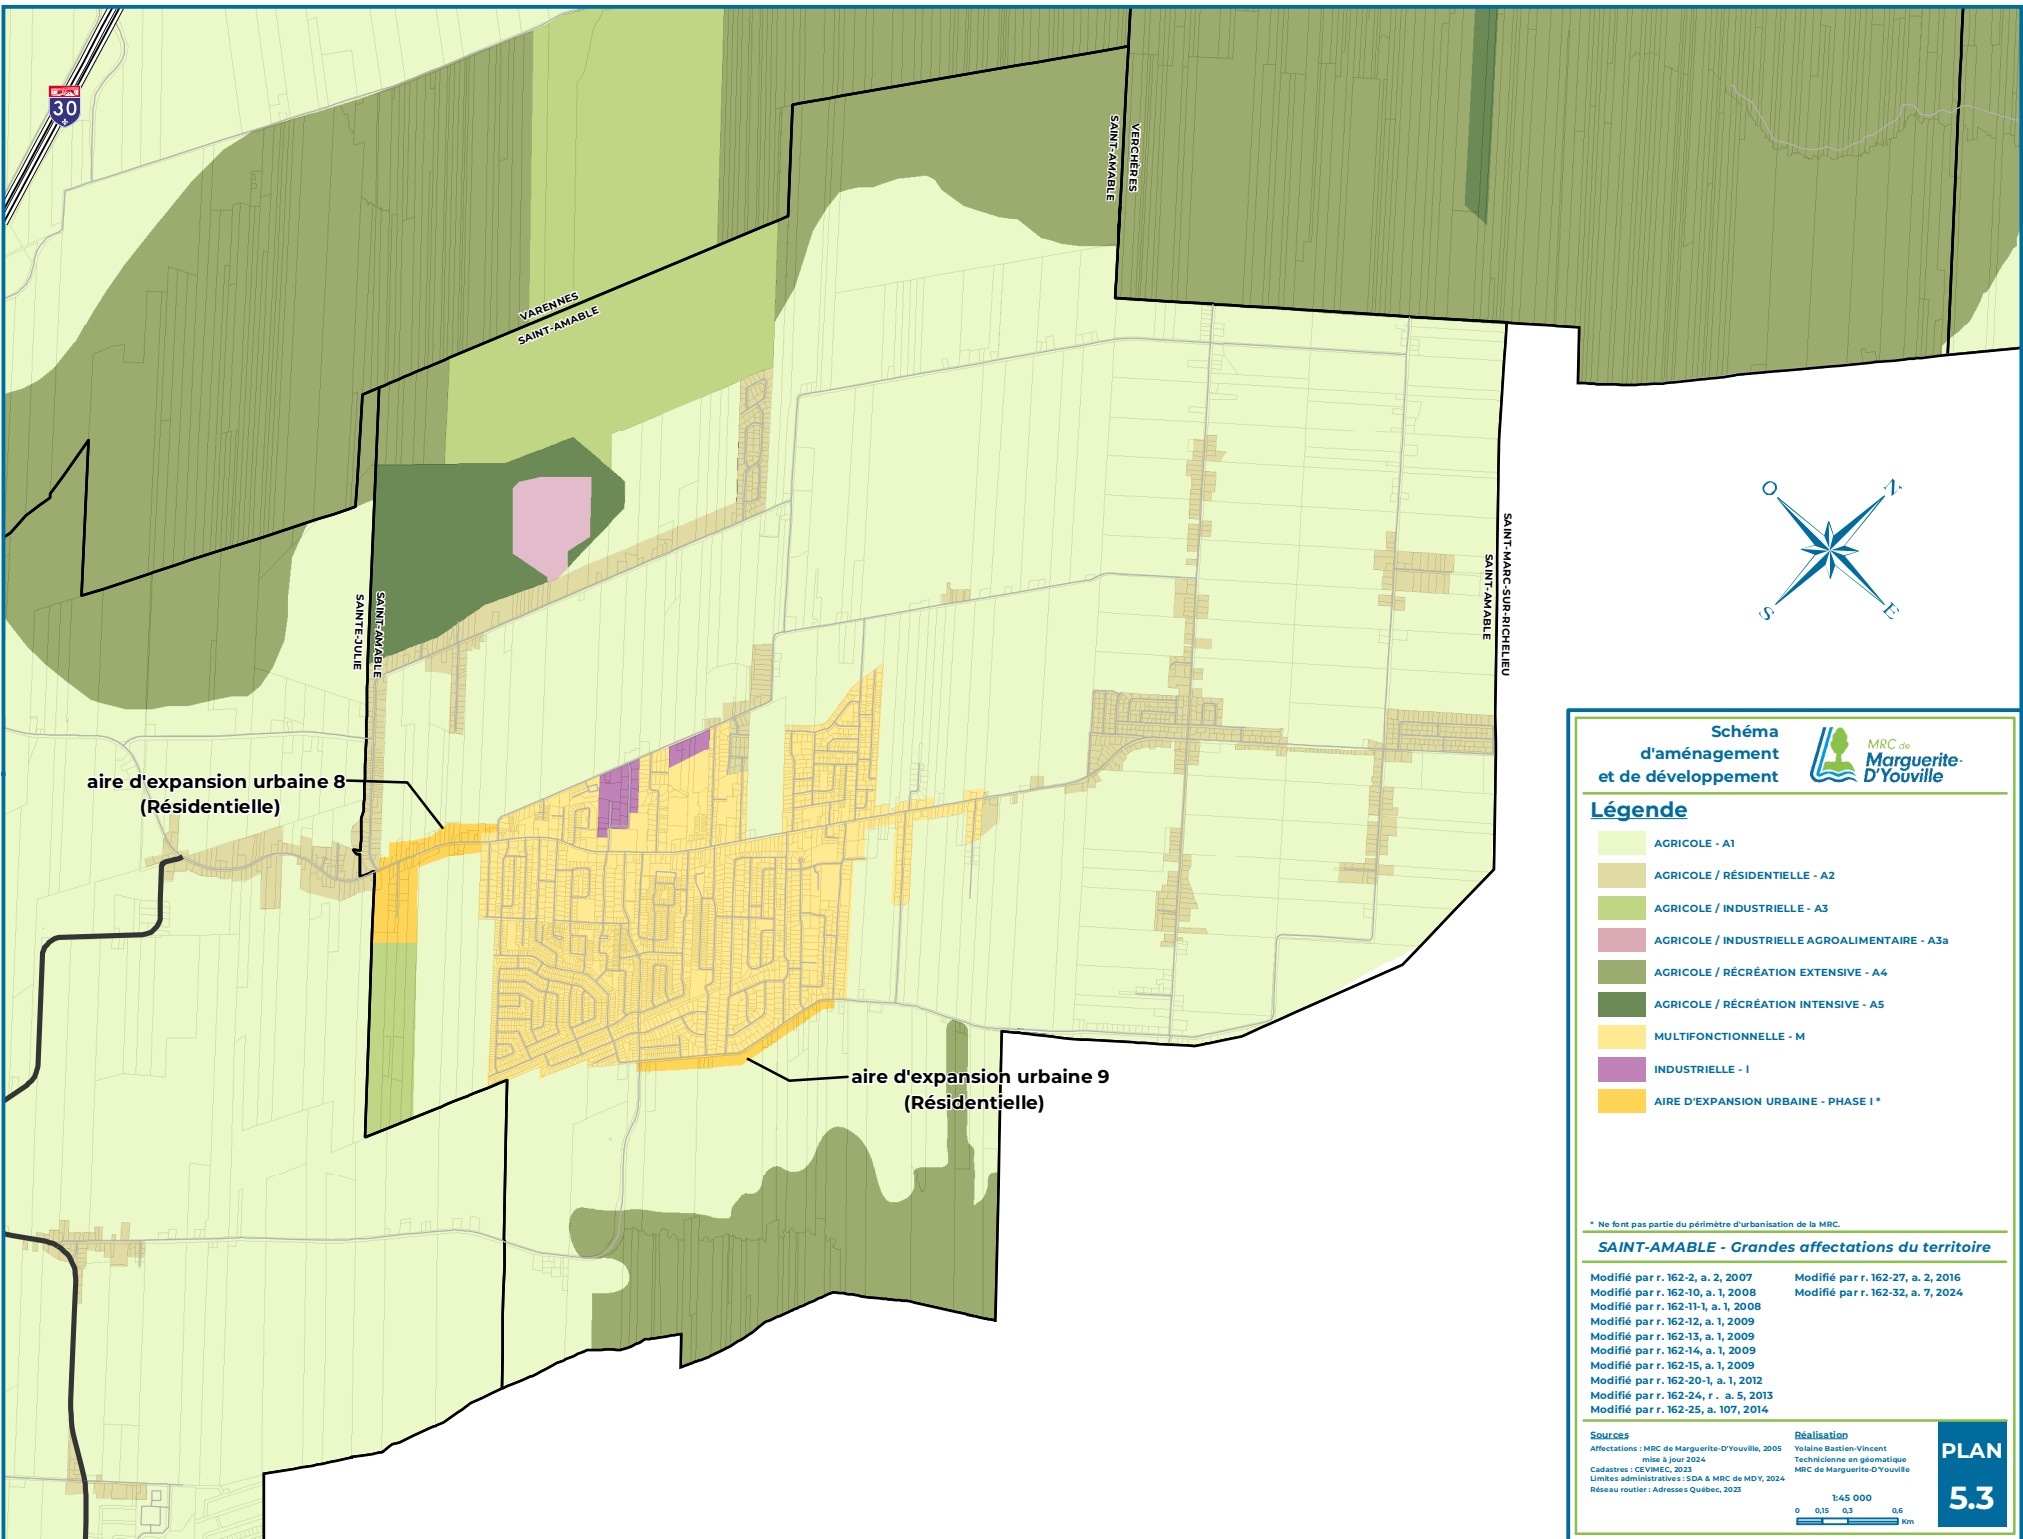 30
VARENNES
SAINT-AMABLE
SAINT-AMABLE
VERCHÈRES
SAINTE-JULIE
SAINT-AMABLE
SAINT-AMABLE
SAINT-MARC-SUR-RICHELIEU
O
N
S
E
aire d'expansion urbaine 8
(Résidentielle)
aire d'expansion urbaine 9
(Résidentielle)
Schéma
d'aménagement
et de développement
MRC de
Marguerite-
D'Youville
Légende
AGRICOLE - A1
AGRICOLE / RÉSIDENTIELLE - A2
AGRICOLE / INDUSTRIELLE - A3
AGRICOLE / INDUSTRIELLE AGROALIMENTAIRE - A3a
AGRICOLE / RÉCRÉATION EXTENSIVE - A4
AGRICOLE / RÉCRÉATION INTENSIVE - A5
MULTIFONCTIONNELLE - M
INDUSTRIELLE - I
AIRE D'EXPANSION URBAINE - PHASE I *
* Ne font pas partie du périmètre d'urbanisation de la MRC.
SAINT-AMABLE - Grandes affectations du territoire
Modifié par r. 162-2, a. 2, 2007
Modifié par r. 162-10, a. 1, 2008
Modifié par r. 162-11-1, a. 1, 2008
Modifié par r. 162-12, a. 1, 2009
Modifié par r. 162-13, a. 1, 2009
Modifié par r. 162-14, a. 1, 2009
Modifié par r. 162-15, a. 1, 2009
Modifié par r. 162-20-1, a. 1, 2012
Modifié par r. 162-24, r . a. 5, 2013
Modifié par r. 162-25, a. 107, 2014
Modifié par r. 162-27, a. 2, 2016
Modifié par r. 162-32, a. 7, 2024
Sources
Affectations : MRC de Marguerite-D'Youville, 2005
mise à jour 2024
Cadastres : CEVIMEC, 2023
Limites administratives : SDA & MRC de MDY, 2024
Réseau routier : Adresses Québec, 2023
Réalisation
Yolaine Bastien-Vincent
Technicienne en géomatique
MRC de Marguerite-D'Youville
1:45 000
0 0,15 0,3 0,6
Km
PLAN
5.3